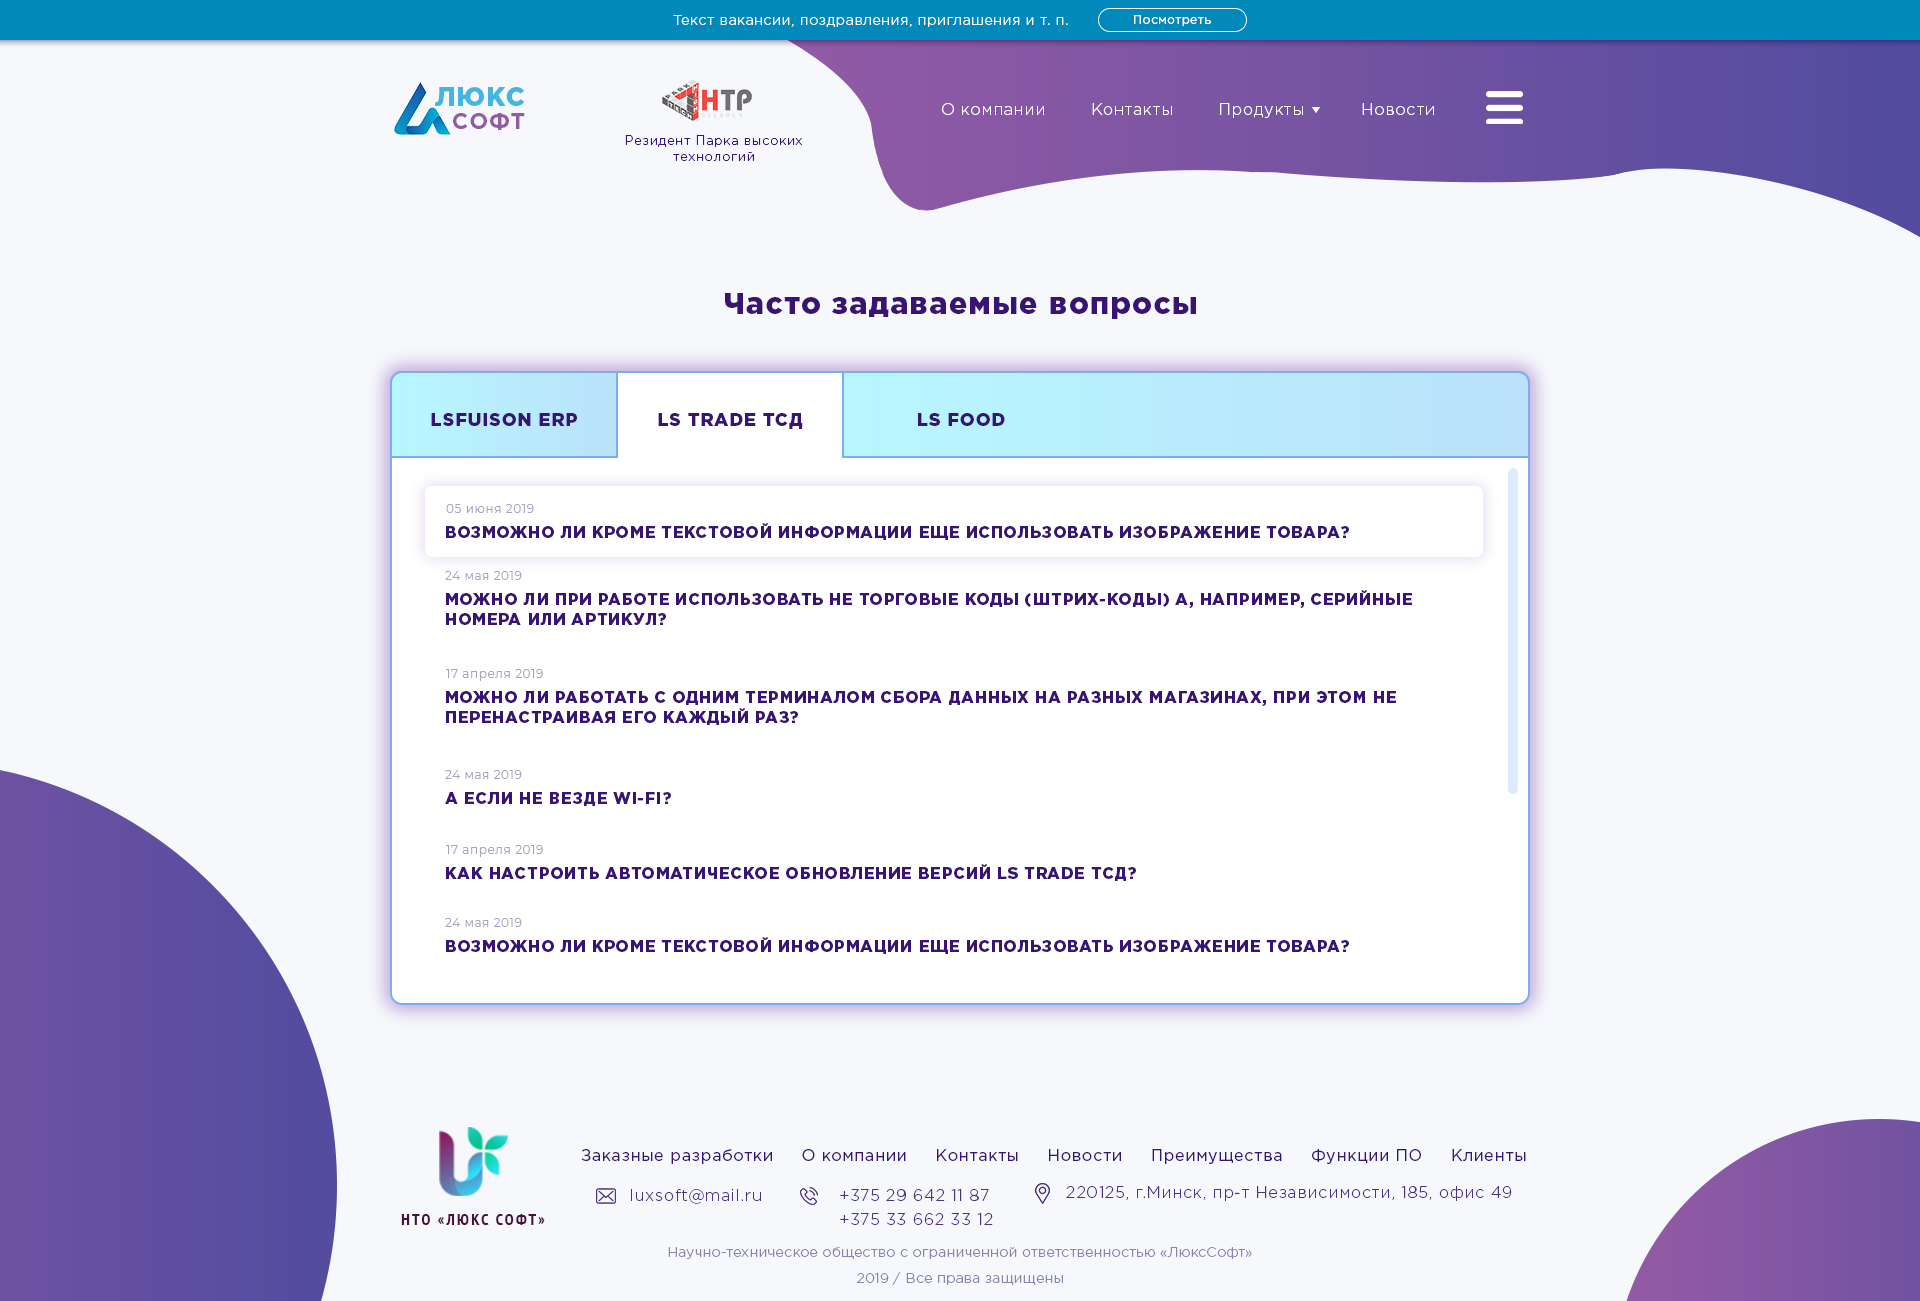 Текст вакансии, поздравления, приглашения и т. п.
Посмотреть
ЛЮКС
СОФТ
НТР
Резидент Парка высоких
технологий
О компании
Контакты
Продукты
Новости
Часто задаваемые вопросы
LSFUISON ERP
LS TRADE ТСД
LS FOOD
05 июня 2019
ВОЗМОЖНО ЛИ КРОМЕ ТЕКСТОВОЙ ИНФОРМАЦИИ ЕЩЕ ИСПОЛЬЗОВАТЬ ИЗОБРАЖЕНИЕ ТОВАРА?
24 мая 2019
МОЖНО ЛИ ПРИ РАБОТЕ ИСПОЛЬЗОВАТЬ НЕ ТОРГОВЫЕ КОДЫ (ШТРИХ-КОДЫ) А, НАПРИМЕР, СЕРИЙНЫЕ
НОМЕРА ИЛИ АРТИКУЛ?
17 апреля 2019
МОЖНО ЛИ РАБОТАТЬ С ОДНИМ ТЕРМИНАЛОМ СБОРА ДАННЫХ НА РАЗНЫХ МАГАЗИНАХ, ПРИ ЭТОМ НЕ
ПЕРЕНАСТРАИВАЯ ЕГО КАЖДЫЙ РАЗ?
24 мая 2019
А ЕСЛИ НЕ ВЕЗДЕ WI-FI?
17 апреля 2019
КАК НАСТРОИТЬ АВТОМАТИЧЕСКОЕ ОБНОВЛЕНИЕ ВЕРСИЙ LS TRADE ТСД?
24 мая 2019
ВОЗМОЖНО ЛИ КРОМЕ ТЕКСТОВОЙ ИНФОРМАЦИИ ЕЩЕ ИСПОЛЬЗОВАТЬ ИЗОБРАЖЕНИЕ ТОВАРА?
НТО «ЛЮКС СОФТ»
Заказные разработки
О компании
Контакты
Новости
Преимущества
Функции ПО
Клиенты
luxsoft@mail.ru
+375 29 642 11 87
+375 33 662 33 12
220125, г.Минск, пр-т Независимости, 185, офис 49
Научно-техническое общество с ограниченной ответственностью «ЛюксСофт»
2019 / Все права защищены